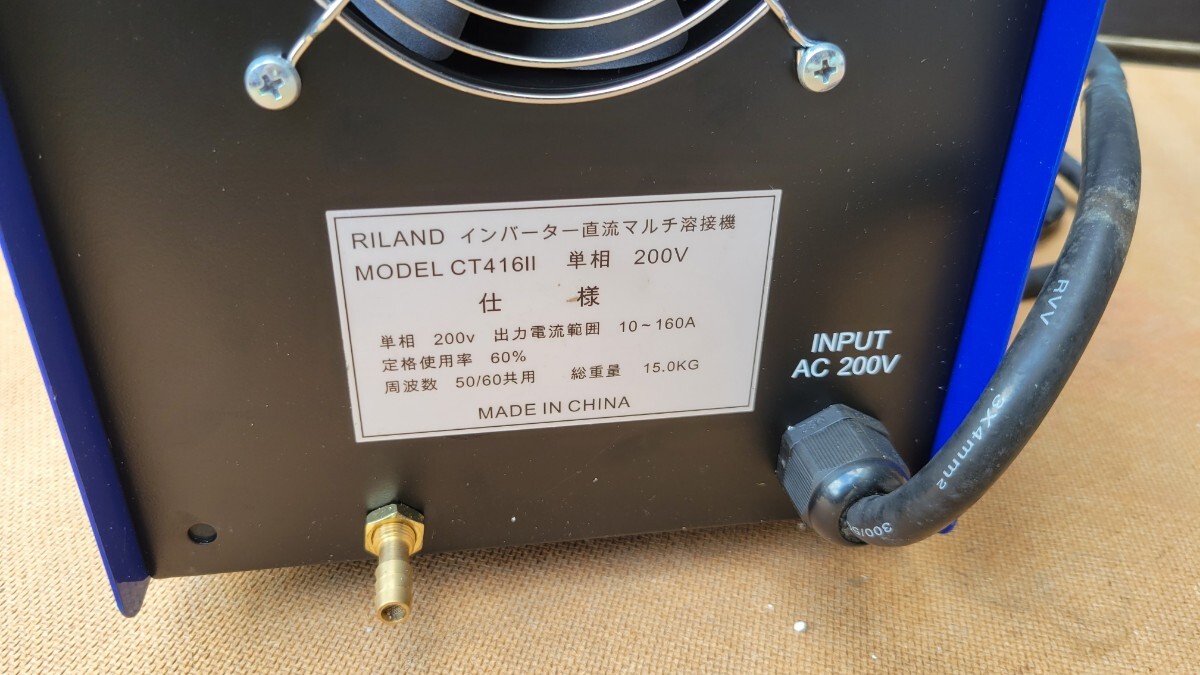 RILAND インバーター直流マルチ溶接機
MODEL CT416II 単相 200V
仕 様
単相 200v 出力電流範囲 10~160A
定格使用率 60%
周波数 50/60共用 総重量 15.0KG
MADE IN CHINA
INPUT
AC 200V
RVV 3X4mm²